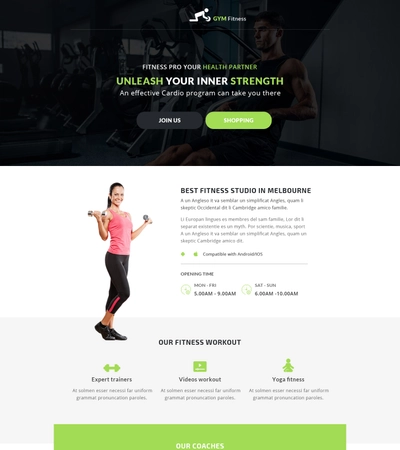 GYM Fitness
FITNESS PRO YOUR HEALTH PARTNER
UNLEASH YOUR INNER STRENGTH
An effective Cardio program can take you there
JOIN US
SHOPPING
BEST FITNESS STUDIO IN MELBOURNE
A un Angleso it va semblar un simplificat Angles, quam li
skeptic Occidental dit li Cambridge amico familie.
Li Europan lingues es membres del sam familie, Lor dit li
separat existentie es un myth. Por scientie, musica, sport
A un Angleso it va semblar un simplificat Angles, quam un
skeptic Cambridge amico dit.
Compatible with Android/IOS
OPENING TIME
MON - FRI
5.00AM - 9.00AM
SAT - SUN
6.00AM -10.00AM
OUR FITNESS WORKOUT
Expert trainers
At solmen esser necessi far uniform
grammat pronunciation paroles.
Videos workout
At solmen esser necessi far uniform
grammat pronunciation paroles.
Yoga fitness
At solmen esser necessi far uniform
grammat pronunciation paroles.
OUR COACHES